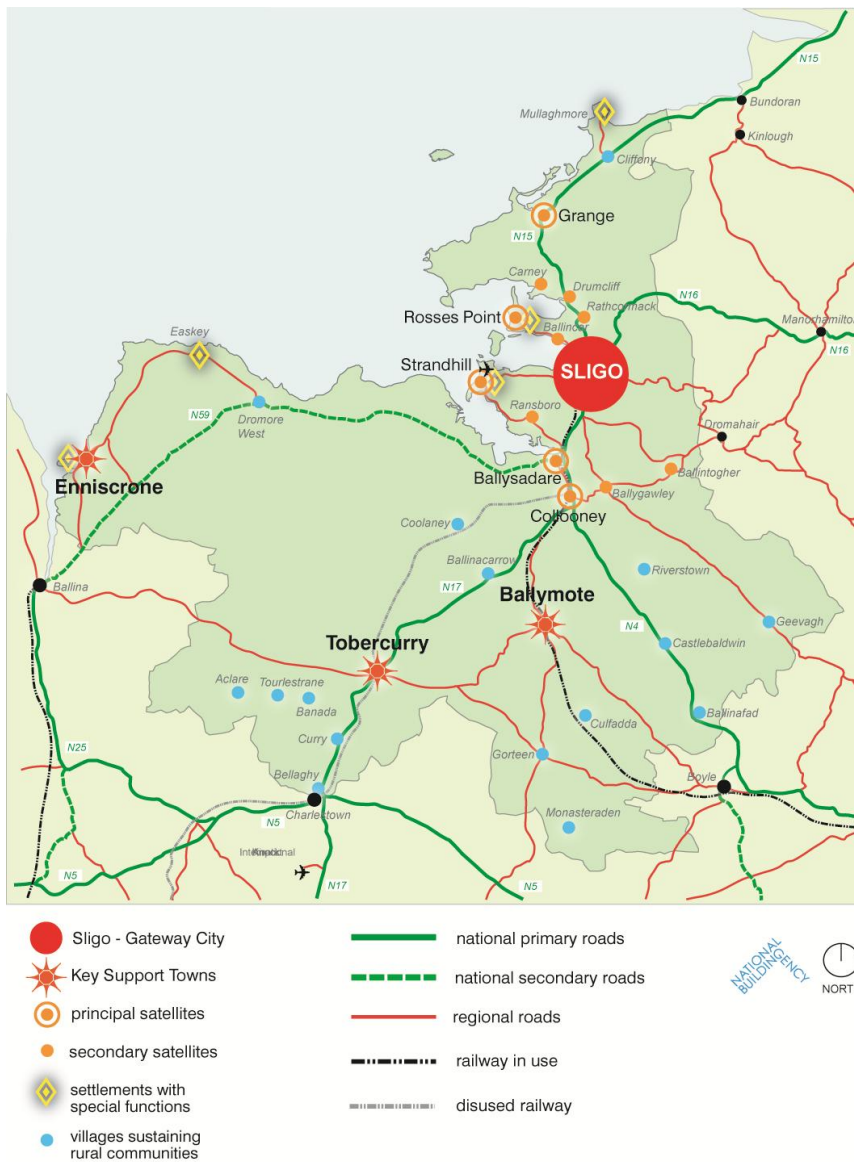 N15
Bundoran
Mullaghmore
Kinlough
Cliffony
Grange
N15
Carney
Drumcliff
Rathcormack
N16
Rosses Point
Ballincar
Manorhamilton
Easkey
N16
Strandhill
SLIGO
N59
Ransboro
Dromore
West
Dromahair
Enniscrone
Ballysadare
Ballintogher
Ballygawley
Collooney
Coolaney
Ballinacarrow
Riverstown
Ballina
N17
Ballymote
Geevagh
N4
Castlebaldwin
Tobercurry
Aclare
Tourlestrane
Banada
Culfadda
Ballinafad
Curry
N25
Gorteen
Bellaghy
Boyle
Charlestown
N5
Monasteraden
N5
N17
N5
Sligo - Gateway City
Key Support Towns
principal satellites
secondary satellites
settlements with
special functions
villages sustaining
rural communities
national primary roads
national secondary roads
regional roads
railway in use
disused railway
NATIONAL
BUILDINGENCY
NORT